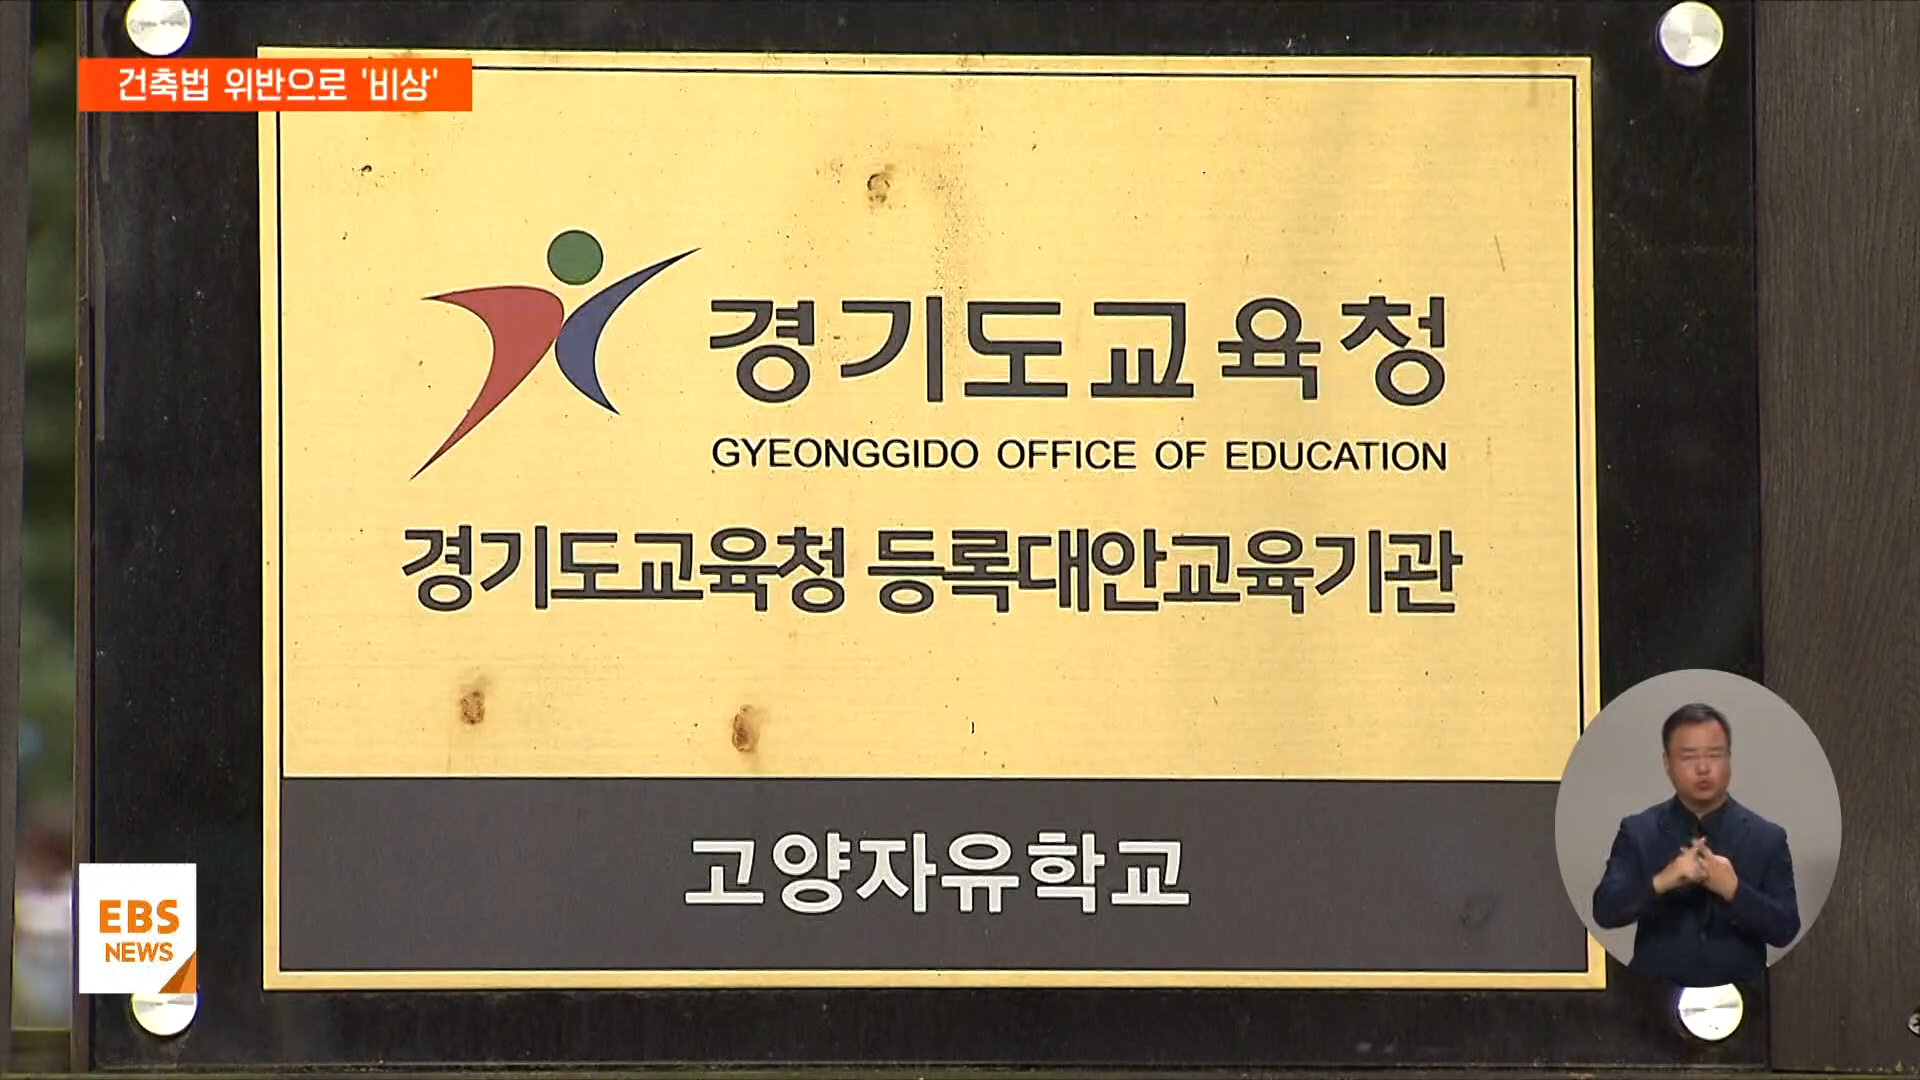 건축법 위반으로 '비상'
경기도교육청
GYEONGGIDO OFFICE OF EDUCATION
경기도교육청 등록대안교육기관
고양자유학교
EBS
NEWS